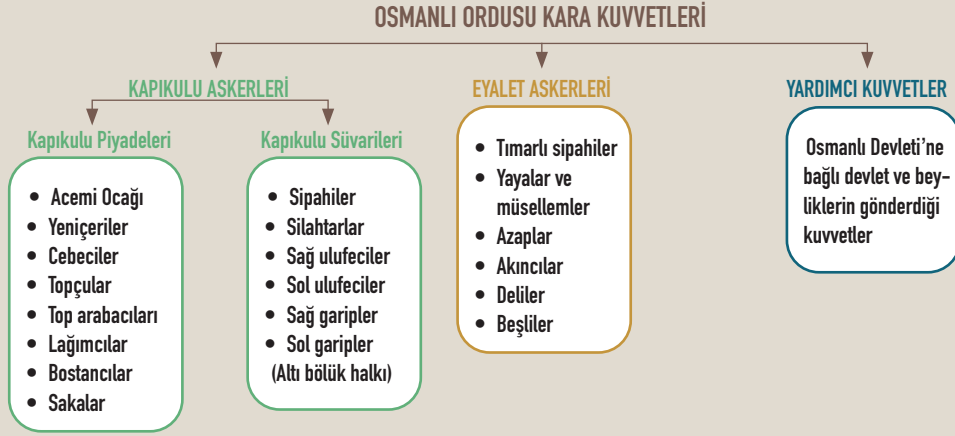 OSMANLI ORDUSU KARA KUVVETLERİ
KAPIKULU ASKERLERİ
Kapıkulu Piyadeleri
• Acemi Ocağı
• Yeniçeriler
• Cebeciler
• Topçular
• Top arabacıları
• Lağımcılar
• Bostancılar
• Sakalar
Kapıkulu Süvarileri
• Sipahiler
• Silahtarlar
• Sağ ulufeciler
• Sol ulufeciler
• Sağ garipler
• Sol garipler
(Altı bölük halkı)
EYALET ASKERLERİ
• Tımarlı sipahiler
• Yayalar ve
müsellemler
• Azaplar
• Akıncılar
• Deliler
• Beşliler
YARDIMCI KUVVETLER
Osmanlı Devleti’ne
bağlı devlet ve bey-
liklerin gönderdiği
kuvvetler